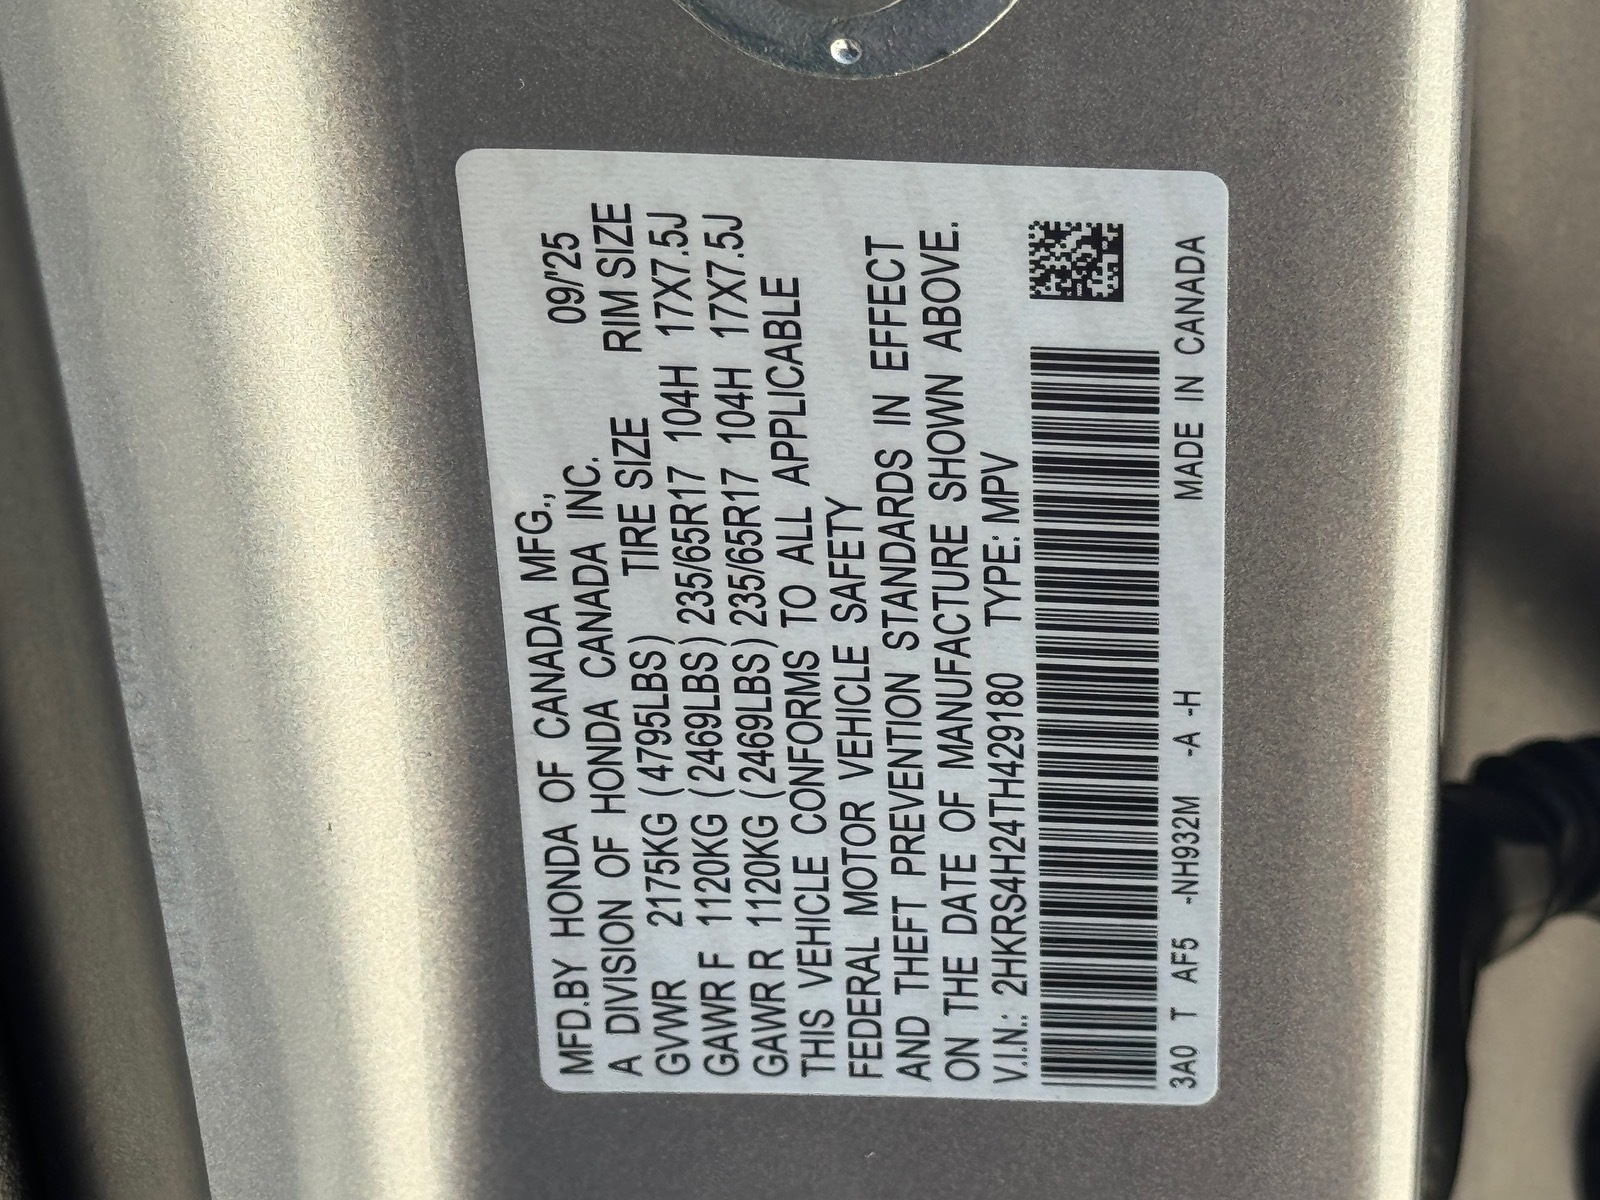 MFD.BY HONDA OF CANADA MFG., 09/'25
A DIVISION OF HONDA CANADA INC.
TIRE SIZE RIM SIZE
GVWR 2175KG (4795LBS)
GAWR F 1120KG (2469LBS) 235/65R17 104H 17X7.5J
GAWR R 1120KG (2469LBS) 235/65R17 104H 17X7.5J
THIS VEHICLE CONFORMS TO ALL APPLICABLE
FEDERAL MOTOR VEHICLE SAFETY
AND THEFT PREVENTION STANDARDS IN EFFECT
ON THE DATE OF MANUFACTURE SHOWN ABOVE.
V.I.N.: 2HKRS4H24TH429180 TYPE: MPV
3A0 T AF5 -NH932M -A -H MADE IN CANADA